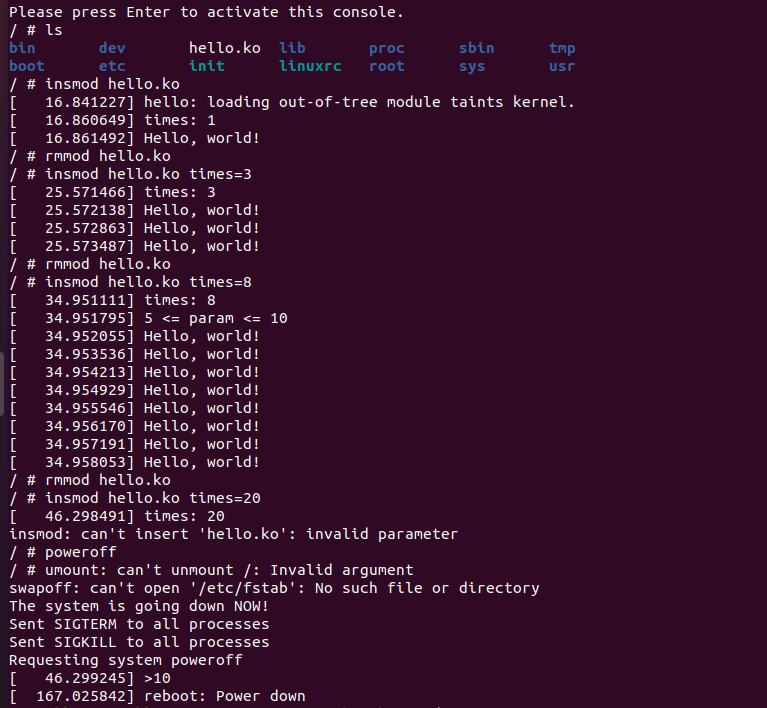 Please press Enter to activate this console.
/ # ls
bin       dev       hello.ko  lib       proc      sbin      tmp
boot      etc       init      linuxrc   root      sys       usr
/ # insmod hello.ko
[   16.841227] hello: loading out-of-tree module taints kernel.
[   16.860649] times: 1
[   16.861492] Hello, world!
/ # rmmod hello.ko
/ # insmod hello.ko times=3
[   25.571466] times: 3
[   25.572138] Hello, world!
[   25.572863] Hello, world!
[   25.573487] Hello, world!
/ # rmmod hello.ko
/ # insmod hello.ko times=8
[   34.951111] times: 8
[   34.951795] 5 <= param <= 10
[   34.952055] Hello, world!
[   34.953536] Hello, world!
[   34.954213] Hello, world!
[   34.954929] Hello, world!
[   34.955546] Hello, world!
[   34.956170] Hello, world!
[   34.957191] Hello, world!
[   34.958053] Hello, world!
/ # rmmod hello.ko
/ # insmod hello.ko times=20
[   46.298491] times: 20
insmod: can't insert 'hello.ko': invalid parameter
/ # poweroff
/ # umount: can't unmount /: Invalid argument
swapoff: can't open '/etc/fstab': No such file or directory
The system is going down NOW!
Sent SIGTERM to all processes
Sent SIGKILL to all processes
Requesting system poweroff
[   46.299245] >10
[  167.025842] reboot: Power down